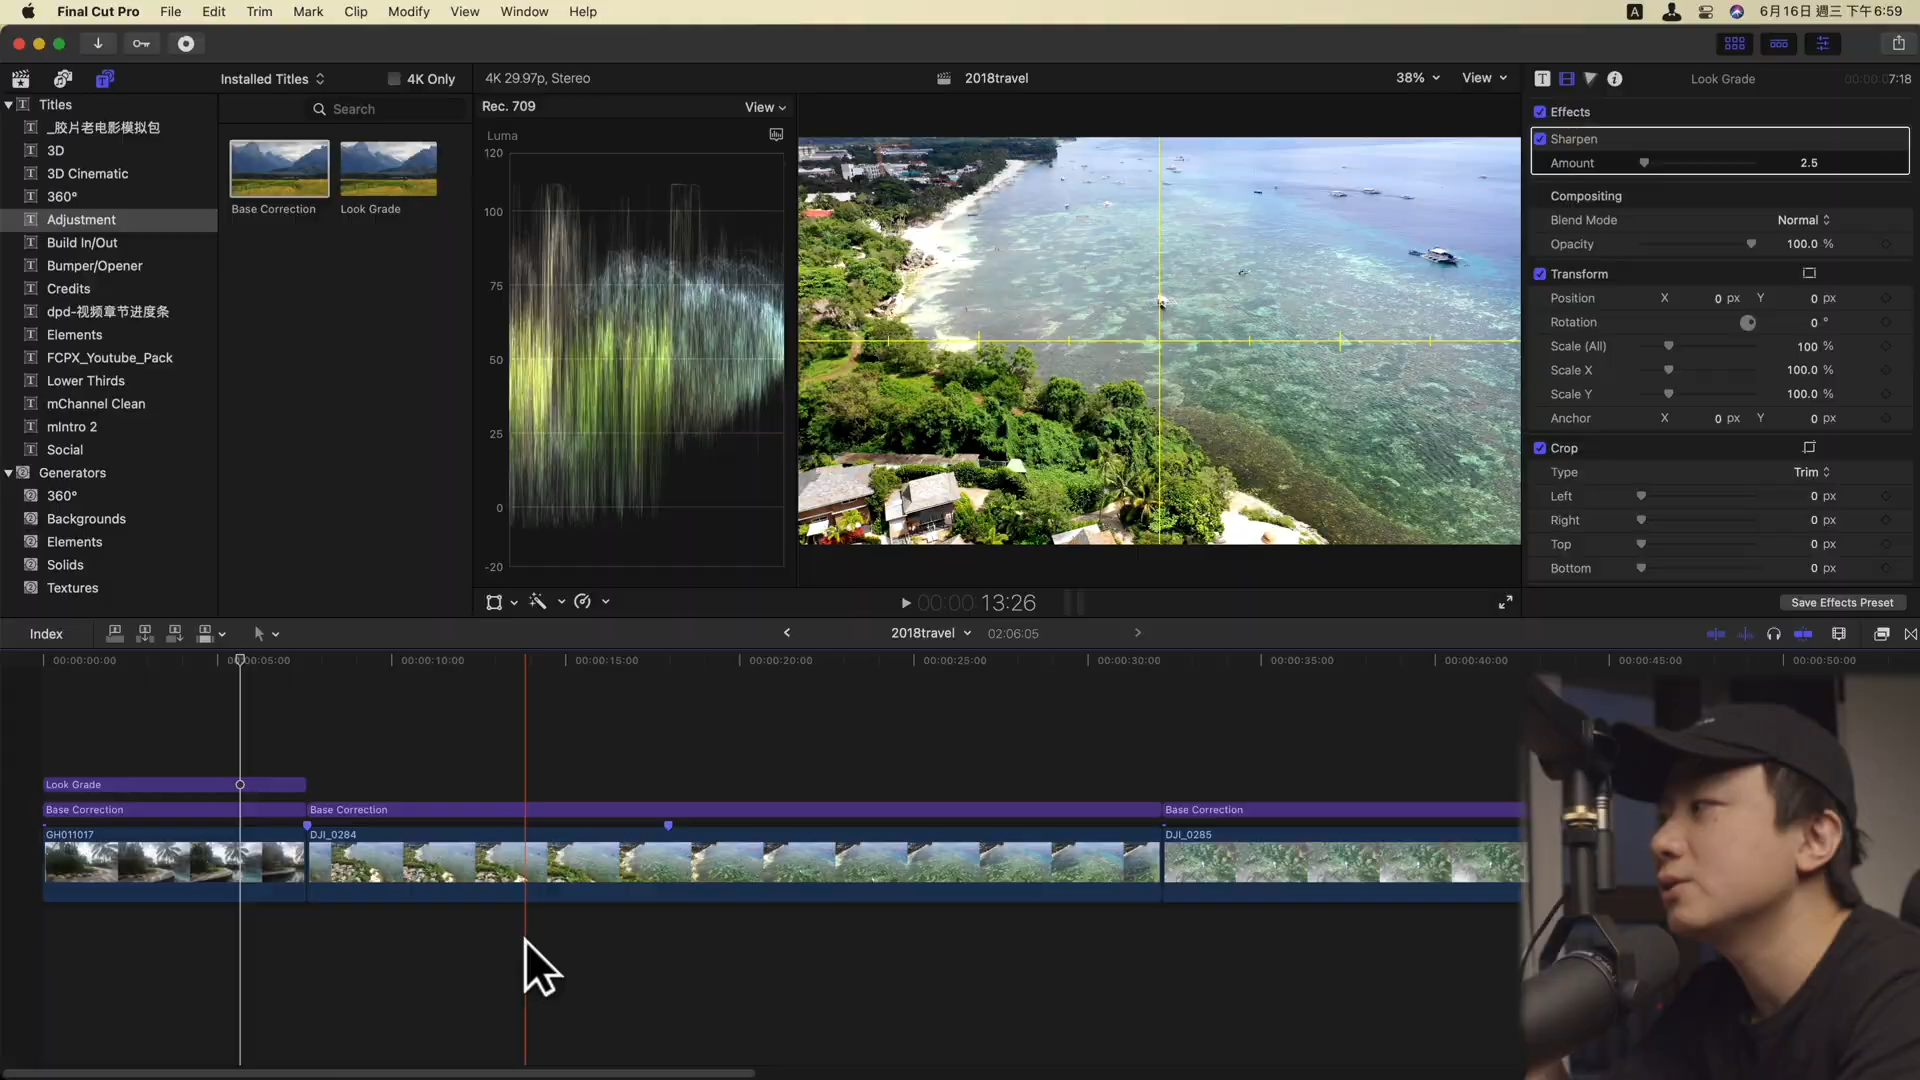 Final Cut Pro File Edit Trim Mark Clip Modify View Window Help A 6月16日 週三 下午6:59
Installed Titles 4K Only 4K 29.97p, Stereo 2018travel 38% View Look Grade 00:00:07:18
Titles
_胶片老电影模拟包
3D
3D Cinematic
360°
Adjustment
Build In/Out
Bumper/Opener
Credits
dpd-视频章节进度条
Elements
FCPX_Youtube_Pack
Lower Thirds
mChannel Clean
mIntro 2
Social
Generators
360°
Backgrounds
Elements
Solids
Textures
Search
Base Correction Look Grade
Rec. 709 View
Luma
120
100
75
50
25
0
-20
00:00:00:13:26
Effects
Sharpen
Amount 2.5
Compositing
Blend Mode Normal
Opacity 100.0 %
Transform
Position X 0 px Y 0 px
Rotation 0 °
Scale (All) 100 %
Scale X 100.0 %
Scale Y 100.0 %
Anchor X 0 px Y 0 px
Crop
Type Trim
Left 0 px
Right 0 px
Top 0 px
Bottom 0 px
Save Effects Preset
Index 2018travel 02:06:05
00:00:00:00 00:00:05:00 00:00:10:00 00:00:15:00 00:00:20:00 00:00:25:00 00:00:30:00 00:00:35:00 00:00:40:00 00:00:45:00 00:00:50:00
Look Grade
Base Correction Base Correction Base Correction
GH011017 DJI_0284 DJI_0285